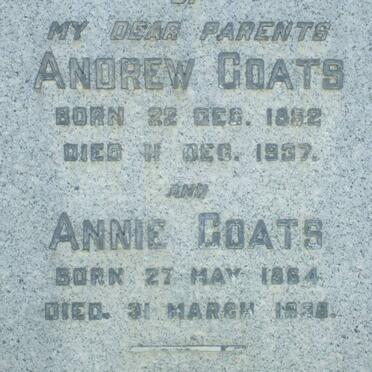 OF
MY DEAR PARENTS
ANDREW COATS
BORN 22 DEC. 1862
DIED 11 DEC. 1937.
AND
ANNIE COATS
BORN 27 MAY 1864
DIED. 31 MARCH 1938.